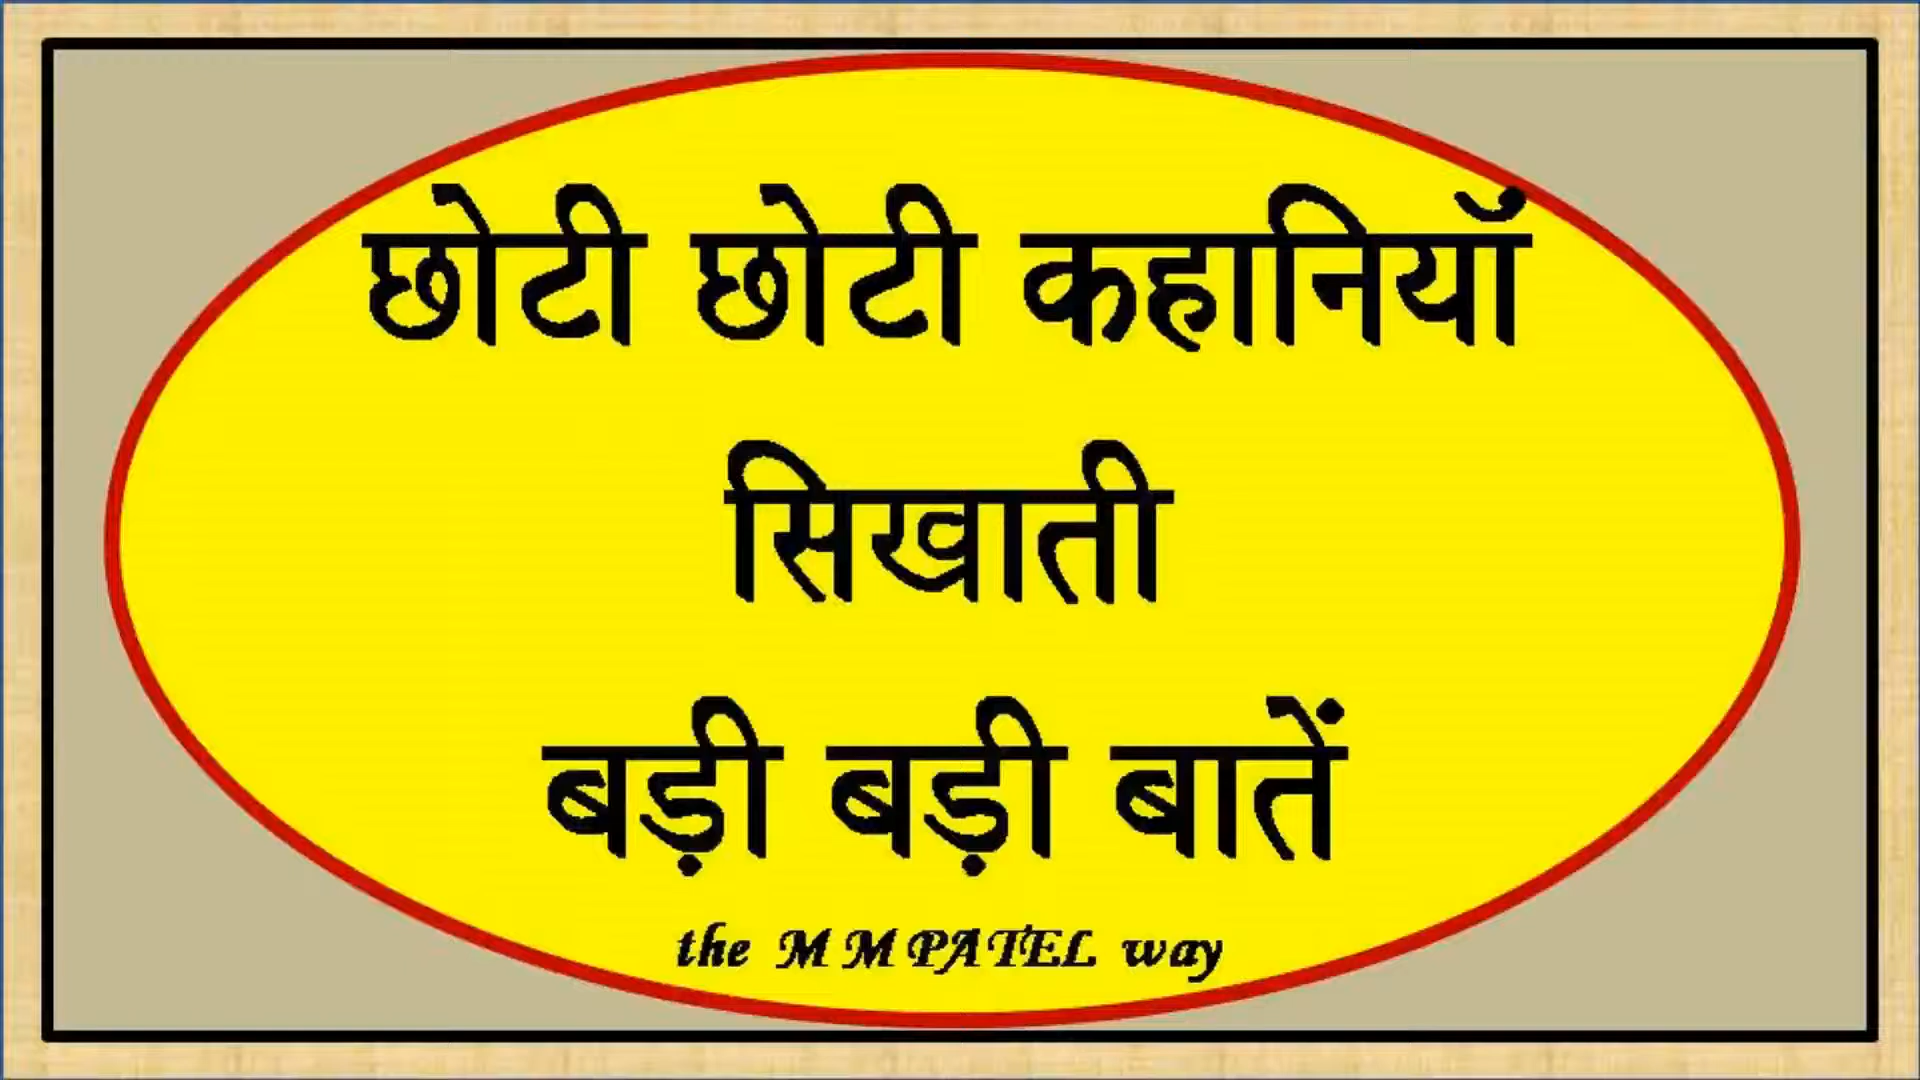 छोटी छोटी कहानियाँ
सिखाती
बड़ी बड़ी बातें
the M M PATEL way